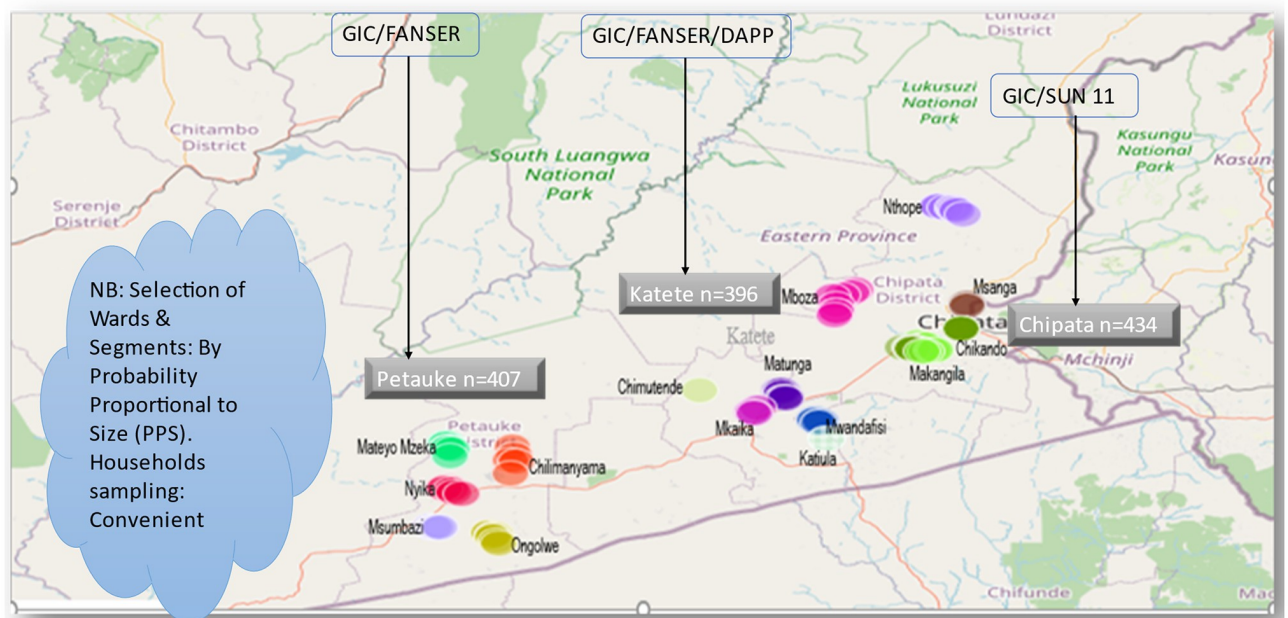 GIC/FANSER
GIC/FANSER/DAPP
GIC/SUN 11
Lundazi
District
Lukusuzi
National
Park
Kasungu
National Park
Chitambo
District
South Luangwa
National
Park
Serenje
District
Nthope
Eastern Province
NB: Selection of
Wards &
Segments: By
Probability
Proportional to
Size (PPS).
Households
sampling:
Convenient
Katete n=396
Mboza
Chipata
District
Msanga
Chipata n=434
Chikando
Katete
Makangila
Mchinji
Petauke n=407
Matunga
Chimutende
Mkaika
Mwandafisi
Katiula
Petauke
District
Mateyo Mzeka
Chilimanyama
Nyika
Msumbazi
Ongolwe
Chifunde